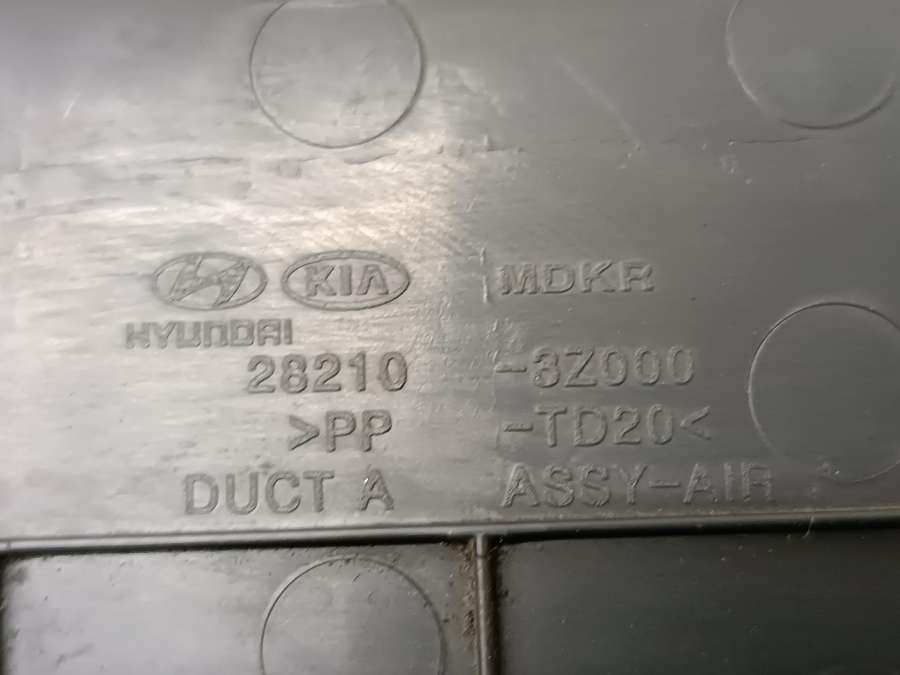 KIA MDKR
HYUNDAI
28210 -3Z000
>PP -TD20<
DUCT A ASSY-AIR